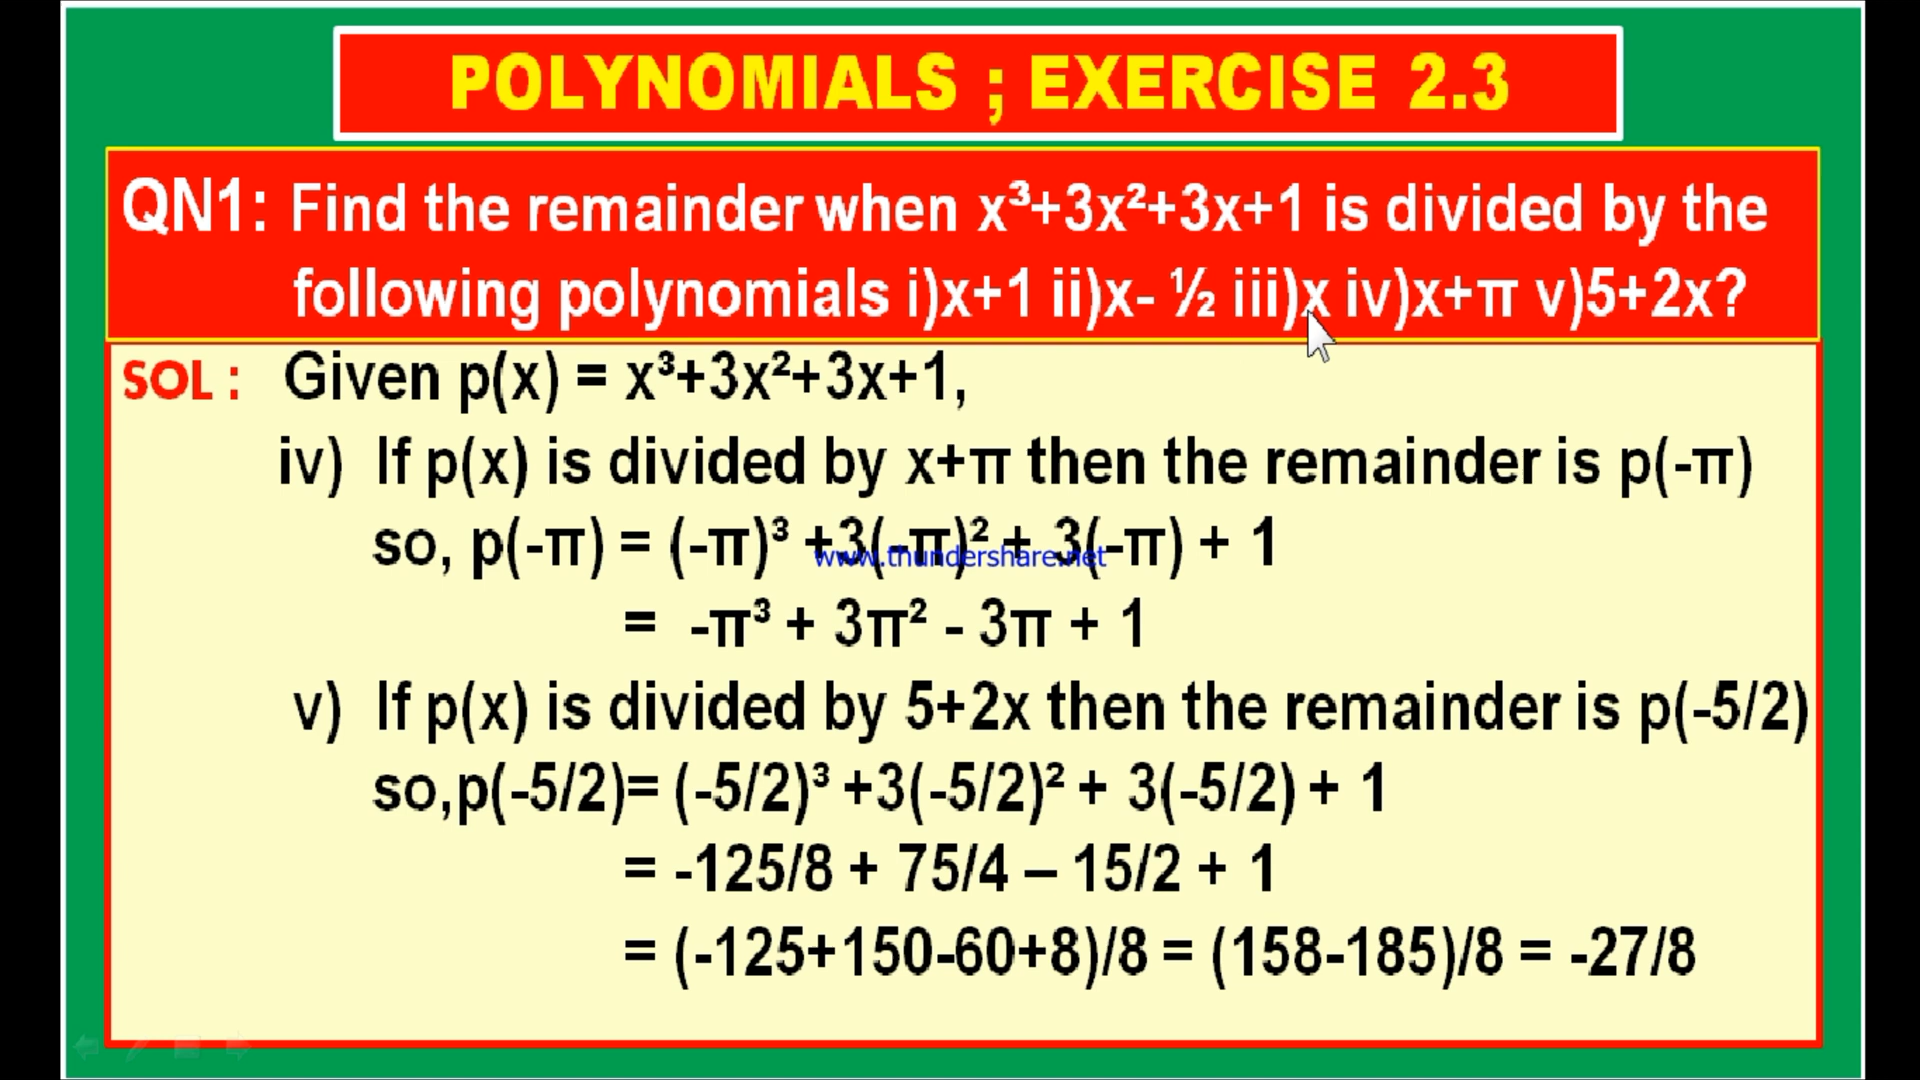 POLYNOMIALS ; EXERCISE 2.3
QN1: Find the remainder when x³+3x²+3x+1 is divided by the
following polynomials i)x+1 ii)x- ½ iii)x iv)x+π v)5+2x?
SOL : Given p(x) = x³+3x²+3x+1,
iv) If p(x) is divided by x+π then the remainder is p(-π)
so, p(-π) = (-π)³ +3(-π)² + 3(-π) + 1
www.thundershare.net
= -π³ + 3π² - 3π + 1
v) If p(x) is divided by 5+2x then the remainder is p(-5/2)
so,p(-5/2)= (-5/2)³ +3(-5/2)² + 3(-5/2) + 1
= -125/8 + 75/4 – 15/2 + 1
= (-125+150-60+8)/8 = (158-185)/8 = -27/8